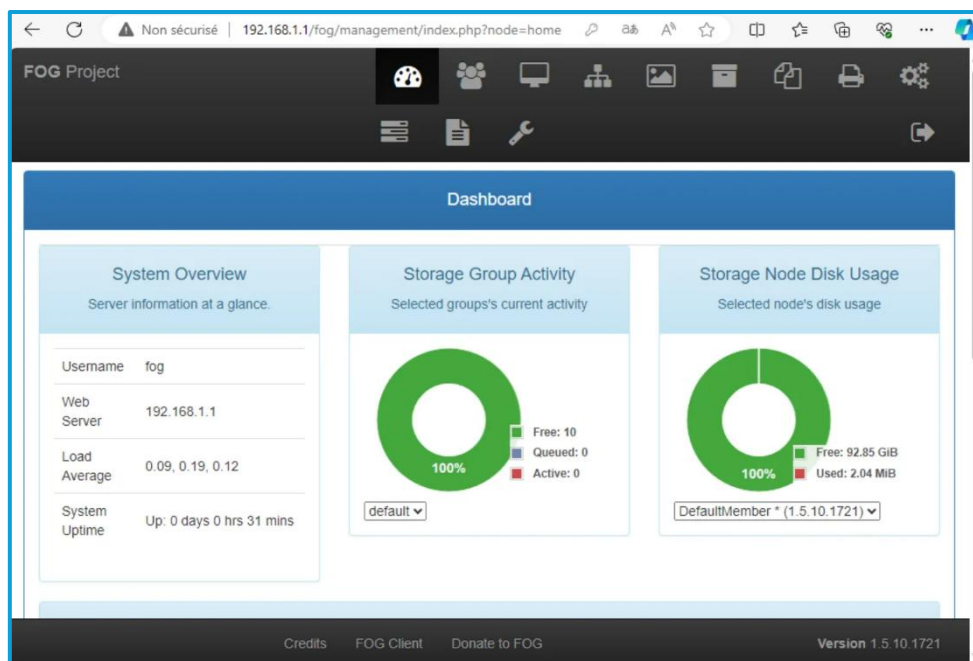 Non sécurisé | 192.168.1.1/fog/management/index.php?node=home
FOG Project
Dashboard
System Overview
Server information at a glance.
Username fog
Web Server 192.168.1.1
Load Average 0.09, 0.19, 0.12
System Uptime Up: 0 days 0 hrs 31 mins
Storage Group Activity
Selected groups's current activity
100%
Free: 10
Queued: 0
Active: 0
default
Storage Node Disk Usage
Selected node's disk usage
100%
Free: 92.85 GiB
Used: 2.04 MiB
DefaultMember * (1.5.10.1721)
Credits FOG Client Donate to FOG Version 1.5.10.1721